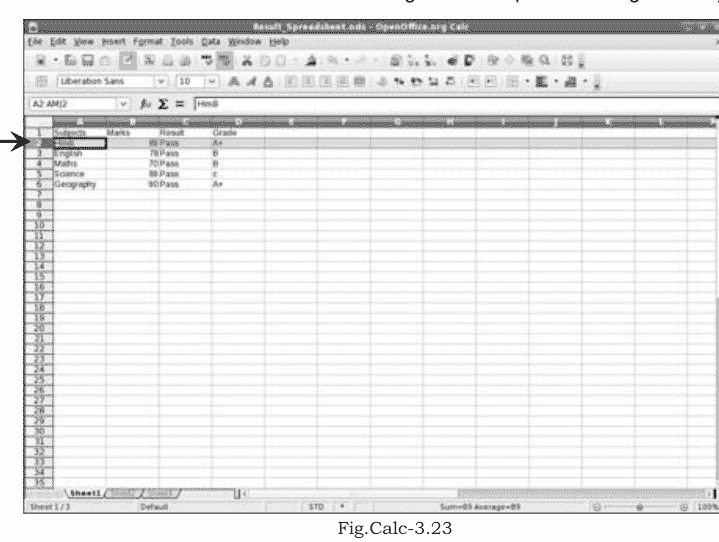 Result_Spreadsheet.ods - OpenOffice.org Calc
File Edit View Insert Format Tools Data Window Help
Liberation Sans 10
A2:AMJ2 Hindi
A B C D E F G H I J K L
1 Subjects Marks Result Grade
2 Hindi 89 Pass A+
3 English 79 Pass B
4 Maths 70 Pass B
5 Science Pass c
6 Geography 90 Pass A+
7
8
9
10
11
12
13
14
15
16
17
18
19
20
21
22
23
24
25
26
27
28
29
30
31
32
33
34
35
Sheet1
Sheet 1 / 3 Default STD * Sum=89 Average=89 100%
Fig.Calc-3.23